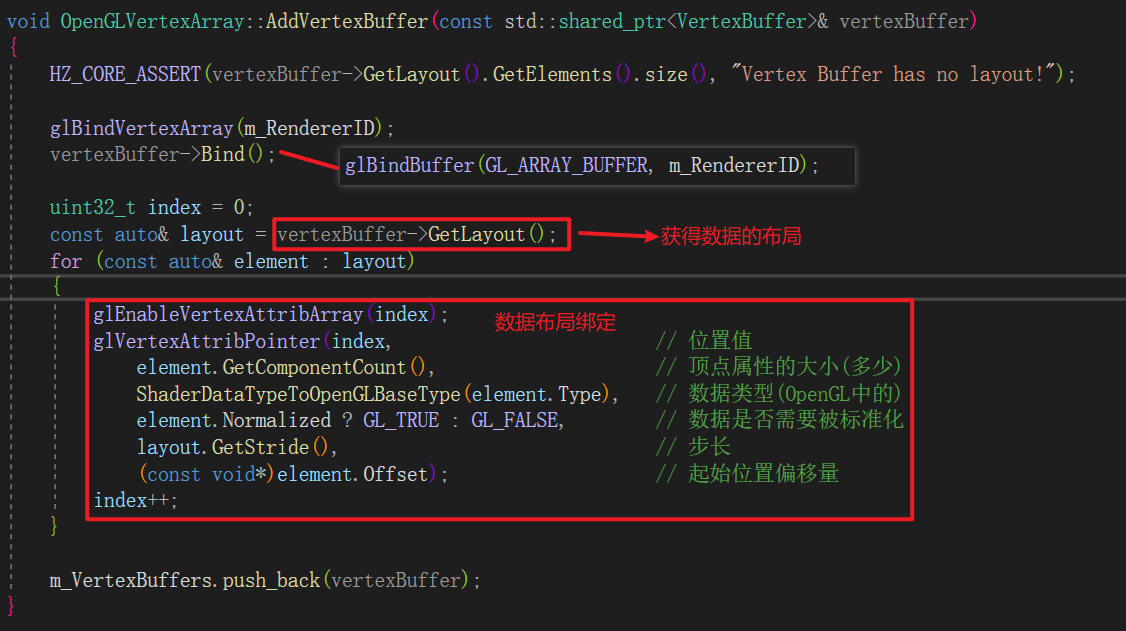 void OpenGLVertexArray::AddVertexBuffer(const std::shared_ptr<VertexBuffer>& vertexBuffer)
{
HZ_CORE_ASSERT(vertexBuffer->GetLayout().GetElements().size(), "Vertex Buffer has no layout!");
glBindVertexArray(m_RendererID);
vertexBuffer->Bind();
glBindBuffer(GL_ARRAY_BUFFER, m_RendererID);
uint32_t index = 0;
const auto& layout = vertexBuffer->GetLayout(); 获得数据的布局
for (const auto& element : layout)
{
glEnableVertexAttribArray(index); 数据布局绑定
glVertexAttribPointer(index, // 位置值
element.GetComponentCount(), // 顶点属性的大小(多少)
ShaderDataTypeToOpenGLBaseType(element.Type), // 数据类型(OpenGL中的)
element.Normalized ? GL_TRUE : GL_FALSE, // 数据是否需要被标准化
layout.GetStride(), // 步长
(const void*)element.Offset); // 起始位置偏移量
index++;
}
m_VertexBuffers.push_back(vertexBuffer);
}